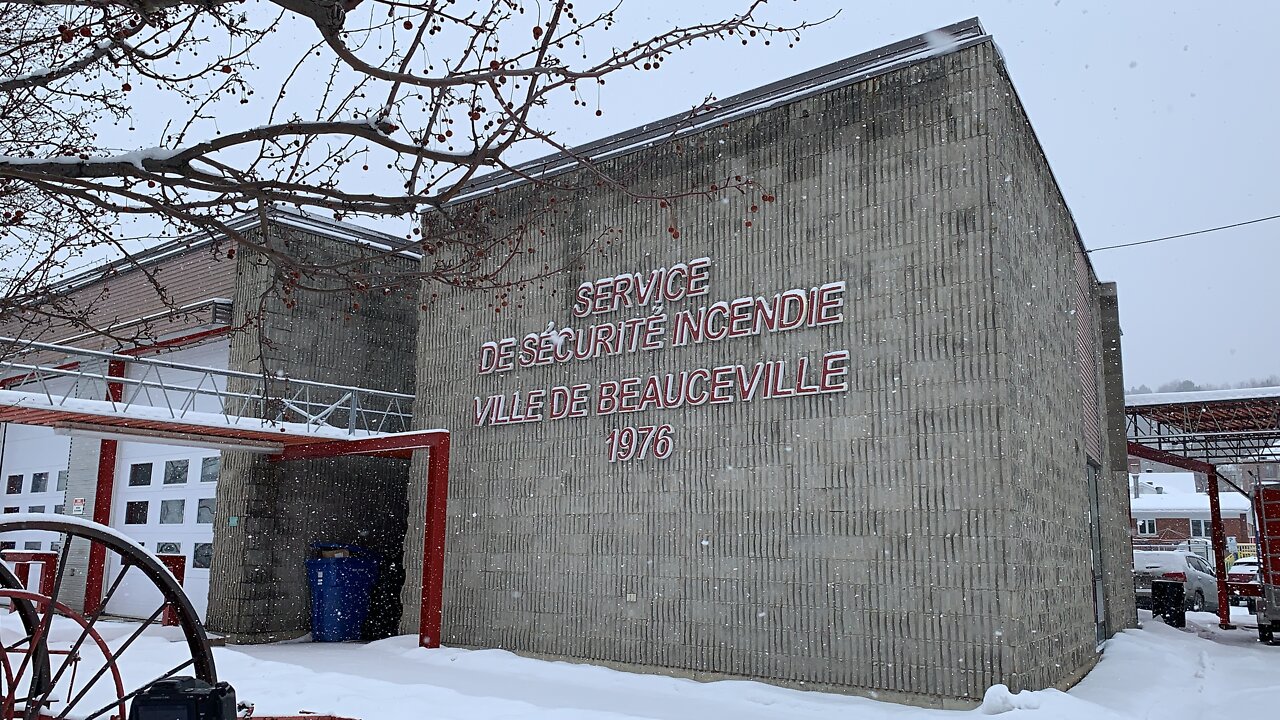 SERVICE
DE SÉCURITÉ INCENDIE
VILLE DE BEAUCEVILLE
1976